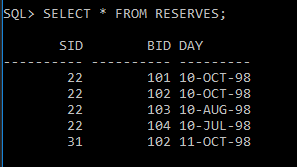 SQL> SELECT * FROM RESERVES;
SID BID DAY
---------- ---------- ---------
22 101 10-OCT-98
22 102 10-OCT-98
22 103 10-AUG-98
22 104 10-JUL-98
31 102 11-OCT-98